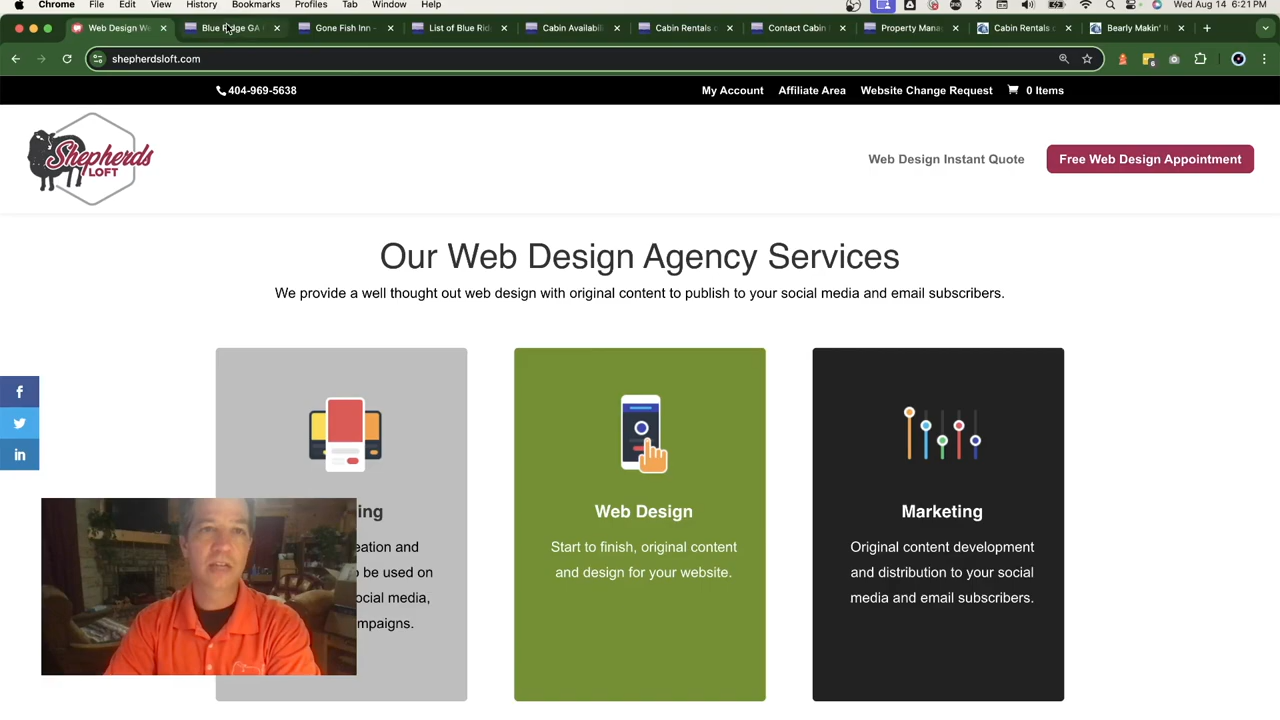 Chrome File Edit View History Bookmarks Profiles Tab Window Help
Wed Aug 14 6:21 PM
Web Design We
Blue Ridge GA
Gone Fish Inn -
List of Blue Rid
Cabin Availabili
Cabin Rentals o
Contact Cabin
Property Mana
Cabin Rentals o
Bearly Makin' It
shepherdsloft.com
6
404-969-5638
My Account
Affiliate Area
Website Change Request
0 Items
Shepherds
LOFT
Web Design Instant Quote
Free Web Design Appointment
Our Web Design Agency Services
We provide a well thought out web design with original content to publish to your social media and email subscribers.
f
in
ing
eation and
o be used on
ocial media,
mpaigns.
Web Design
Start to finish, original content
and design for your website.
Marketing
Original content development
and distribution to your social
media and email subscribers.